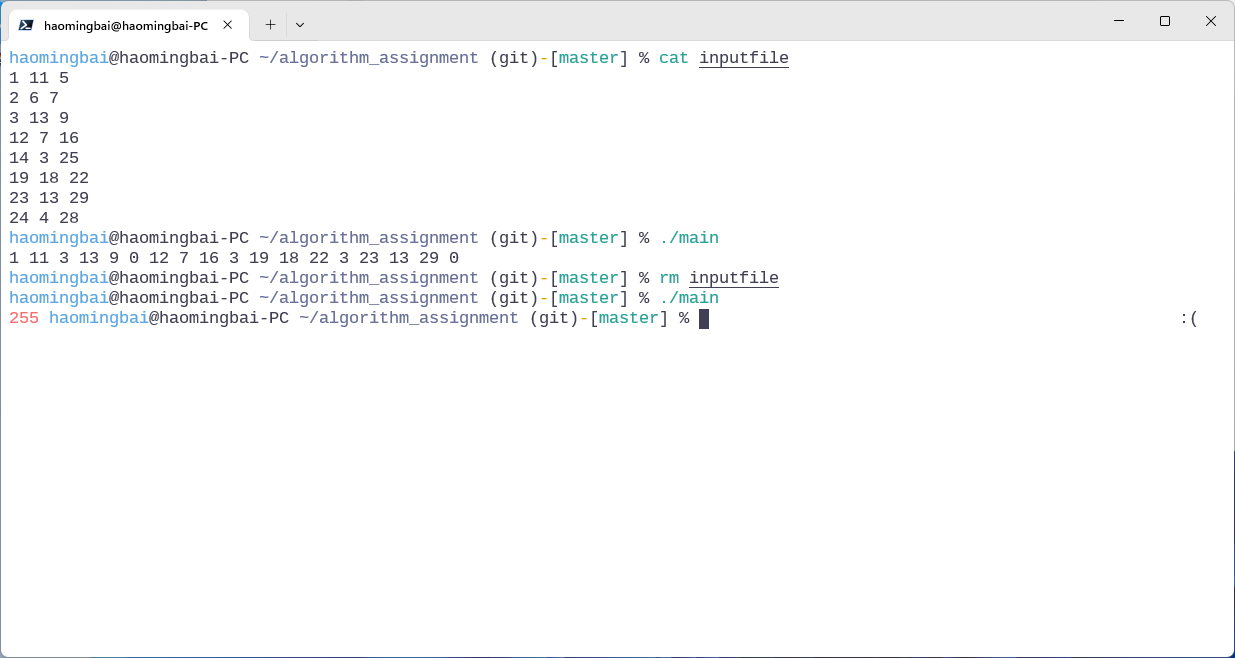 haomingbai@haomingbai-PC
haomingbai@haomingbai-PC ~/algorithm_assignment (git)-[master] % cat inputfile
1 11 5
2 6 7
3 13 9
12 7 16
14 3 25
19 18 22
23 13 29
24 4 28
haomingbai@haomingbai-PC ~/algorithm_assignment (git)-[master] % ./main
1 11 3 13 9 0 12 7 16 3 19 18 22 3 23 13 29 0
haomingbai@haomingbai-PC ~/algorithm_assignment (git)-[master] % rm inputfile
haomingbai@haomingbai-PC ~/algorithm_assignment (git)-[master] % ./main
255 haomingbai@haomingbai-PC ~/algorithm_assignment (git)-[master] % :(